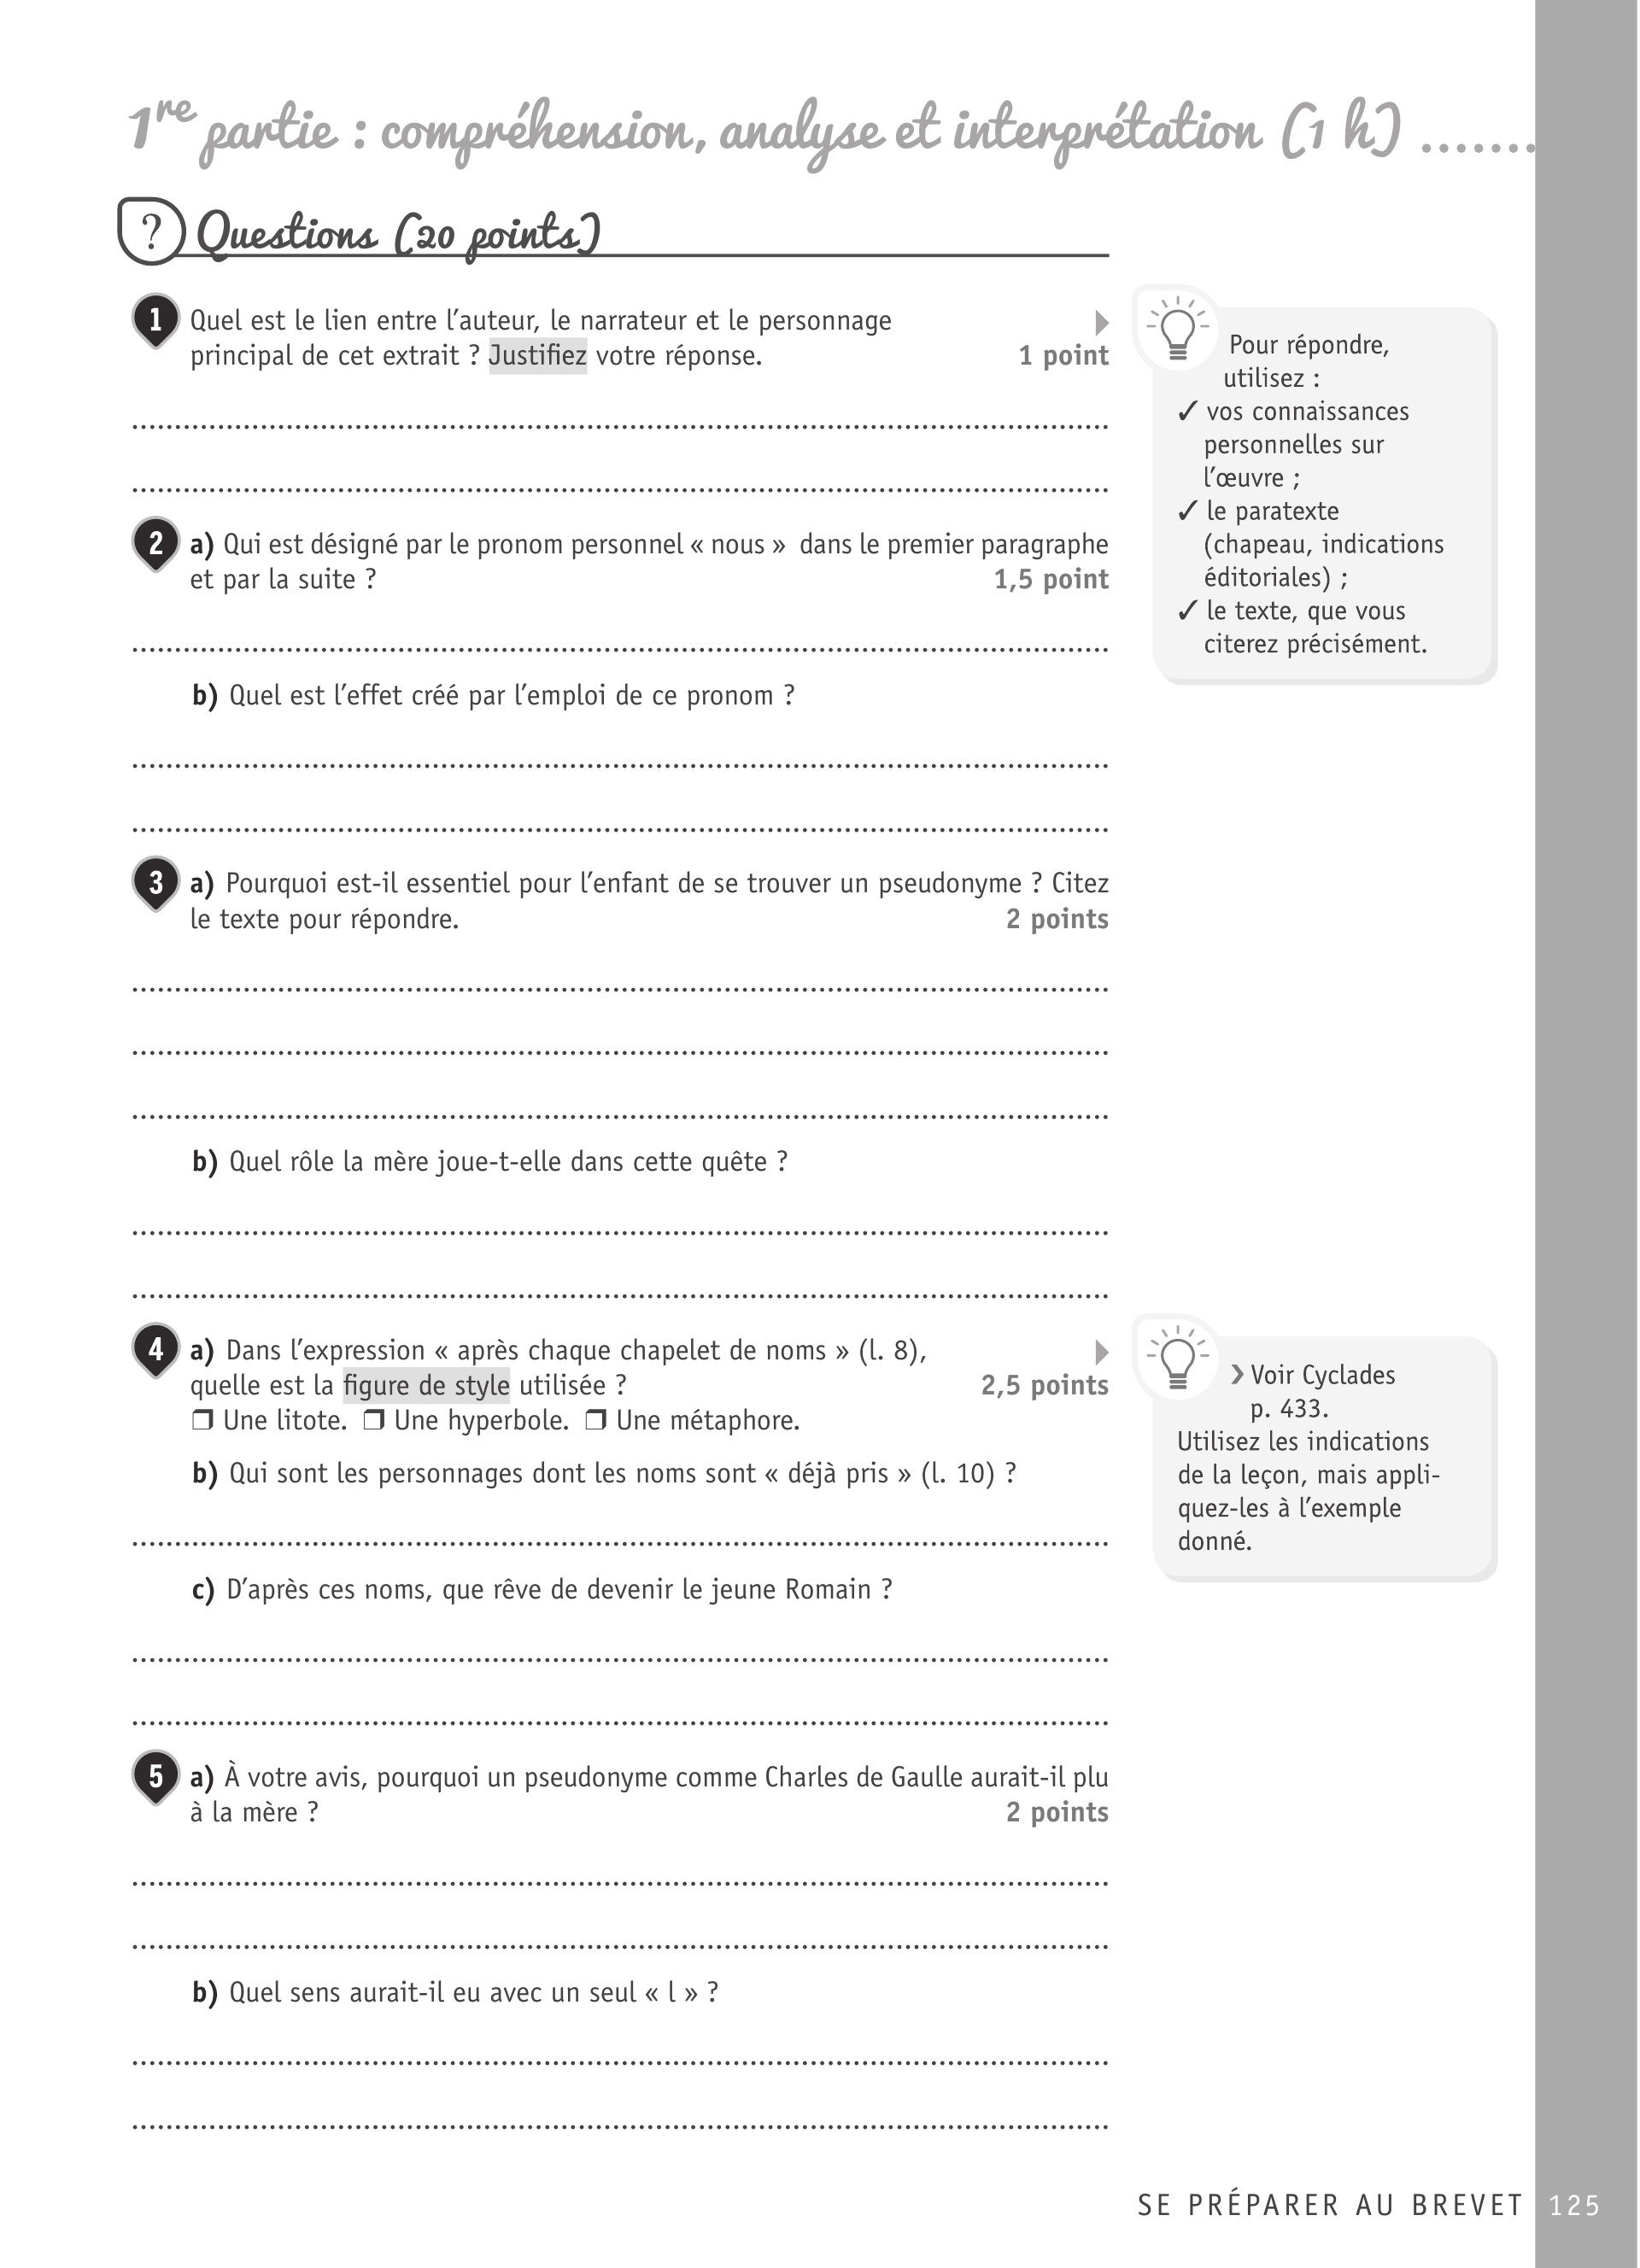 1re partie : compréhension, analyse et interprétation (1 h) .......
? Questions (20 points)
1 Quel est le lien entre l'auteur, le narrateur et le personnage
principal de cet extrait ? Justifiez votre réponse. 1 point
Pour répondre,
utilisez :
✓ vos connaissances
personnelles sur
l'œuvre ;
✓ le paratexte
(chapeau, indications
éditoriales) ;
✓ le texte, que vous
citerez précisément.
2 a) Qui est désigné par le pronom personnel « nous » dans le premier paragraphe
et par la suite ? 1,5 point
b) Quel est l'effet créé par l'emploi de ce pronom ?
3 a) Pourquoi est-il essentiel pour l'enfant de se trouver un pseudonyme ? Citez
le texte pour répondre. 2 points
b) Quel rôle la mère joue-t-elle dans cette quête ?
4 a) Dans l'expression « après chaque chapelet de noms » (l. 8),
quelle est la figure de style utilisée ? 2,5 points
❒ Une litote. ❒ Une hyperbole. ❒ Une métaphore.
b) Qui sont les personnages dont les noms sont « déjà pris » (l. 10) ?
c) D'après ces noms, que rêve de devenir le jeune Romain ?
› Voir Cyclades
p. 433.
Utilisez les indications
de la leçon, mais appli-
quez-les à l'exemple
donné.
5 a) À votre avis, pourquoi un pseudonyme comme Charles de Gaulle aurait-il plu
à la mère ? 2 points
b) Quel sens aurait-il eu avec un seul « l » ?
SE PRÉPARER AU BREVET 125